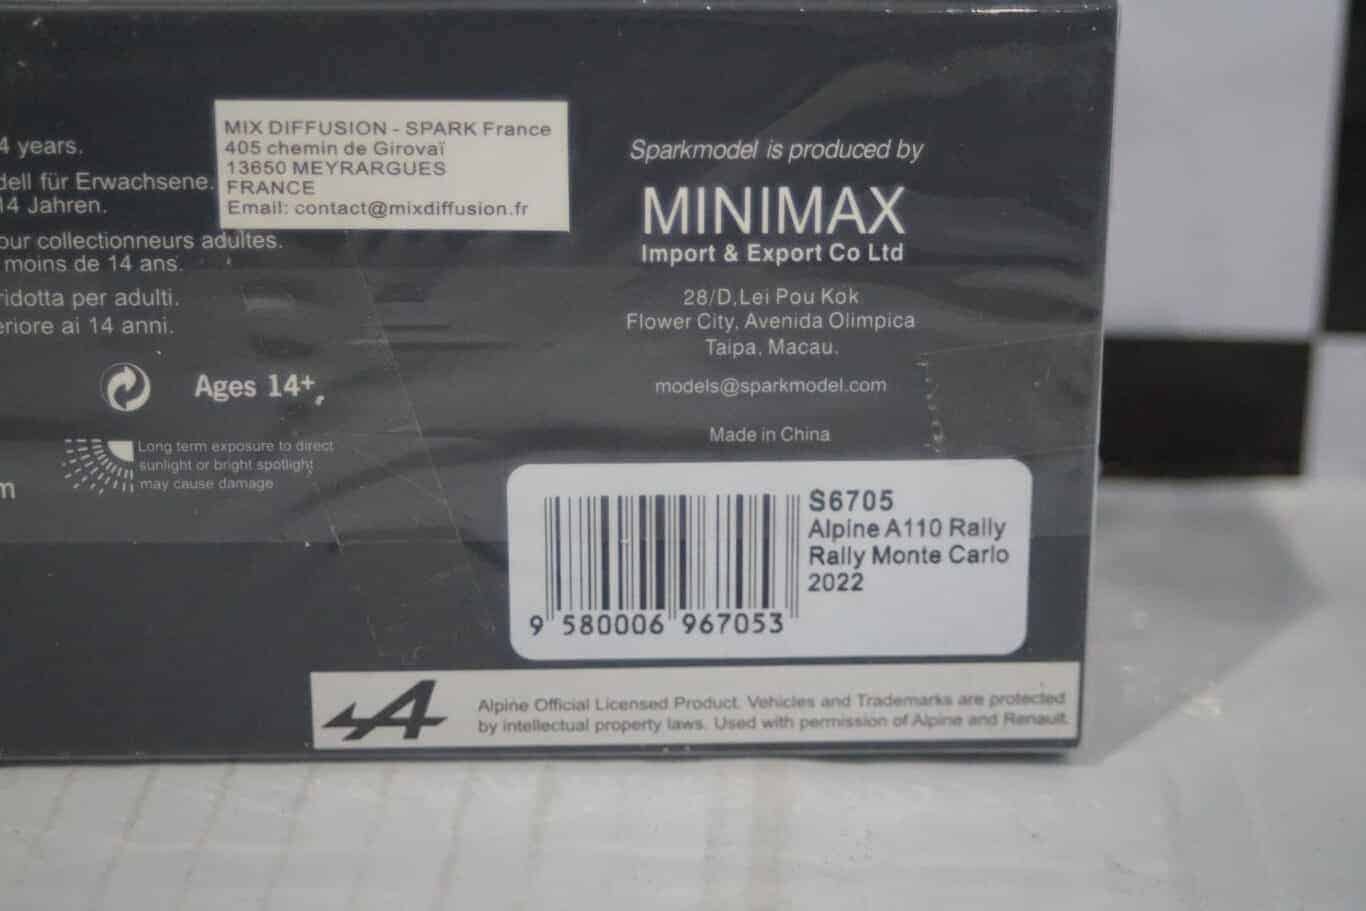 4 years.
dell für Erwachsene.
14 Jahren.
our collectionneurs adultes.
moins de 14 ans.
ridotta per adulti.
eriore ai 14 anni.
MIX DIFFUSION - SPARK France
405 chemin de Girovaï
13650 MEYRARGUES
FRANCE
Email: contact@mixdiffusion.fr
Ages 14+
Long term exposure to direct
sunlight or bright spotlight
may cause damage
m
Sparkmodel is produced by
MINIMAX
Import & Export Co Ltd
28/D,Lei Pou Kok
Flower City, Avenida Olimpica
Taipa, Macau.
models@sparkmodel.com
Made in China
S6705
Alpine A110 Rally
Rally Monte Carlo
2022
9 580006 967053
Alpine Official Licensed Product. Vehicles and Trademarks are protected
by intellectual property laws. Used with permission of Alpine and Renault.